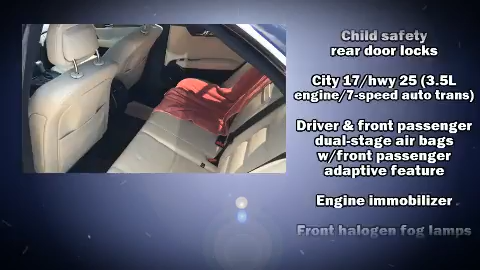 Child safety
rear door locks
City 17/hwy 25 (3.5L
engine/7-speed auto trans)
Driver & front passenger
dual-stage air bags
w/front passenger
adaptive feature
Engine immobilizer
Front halogen fog lamps